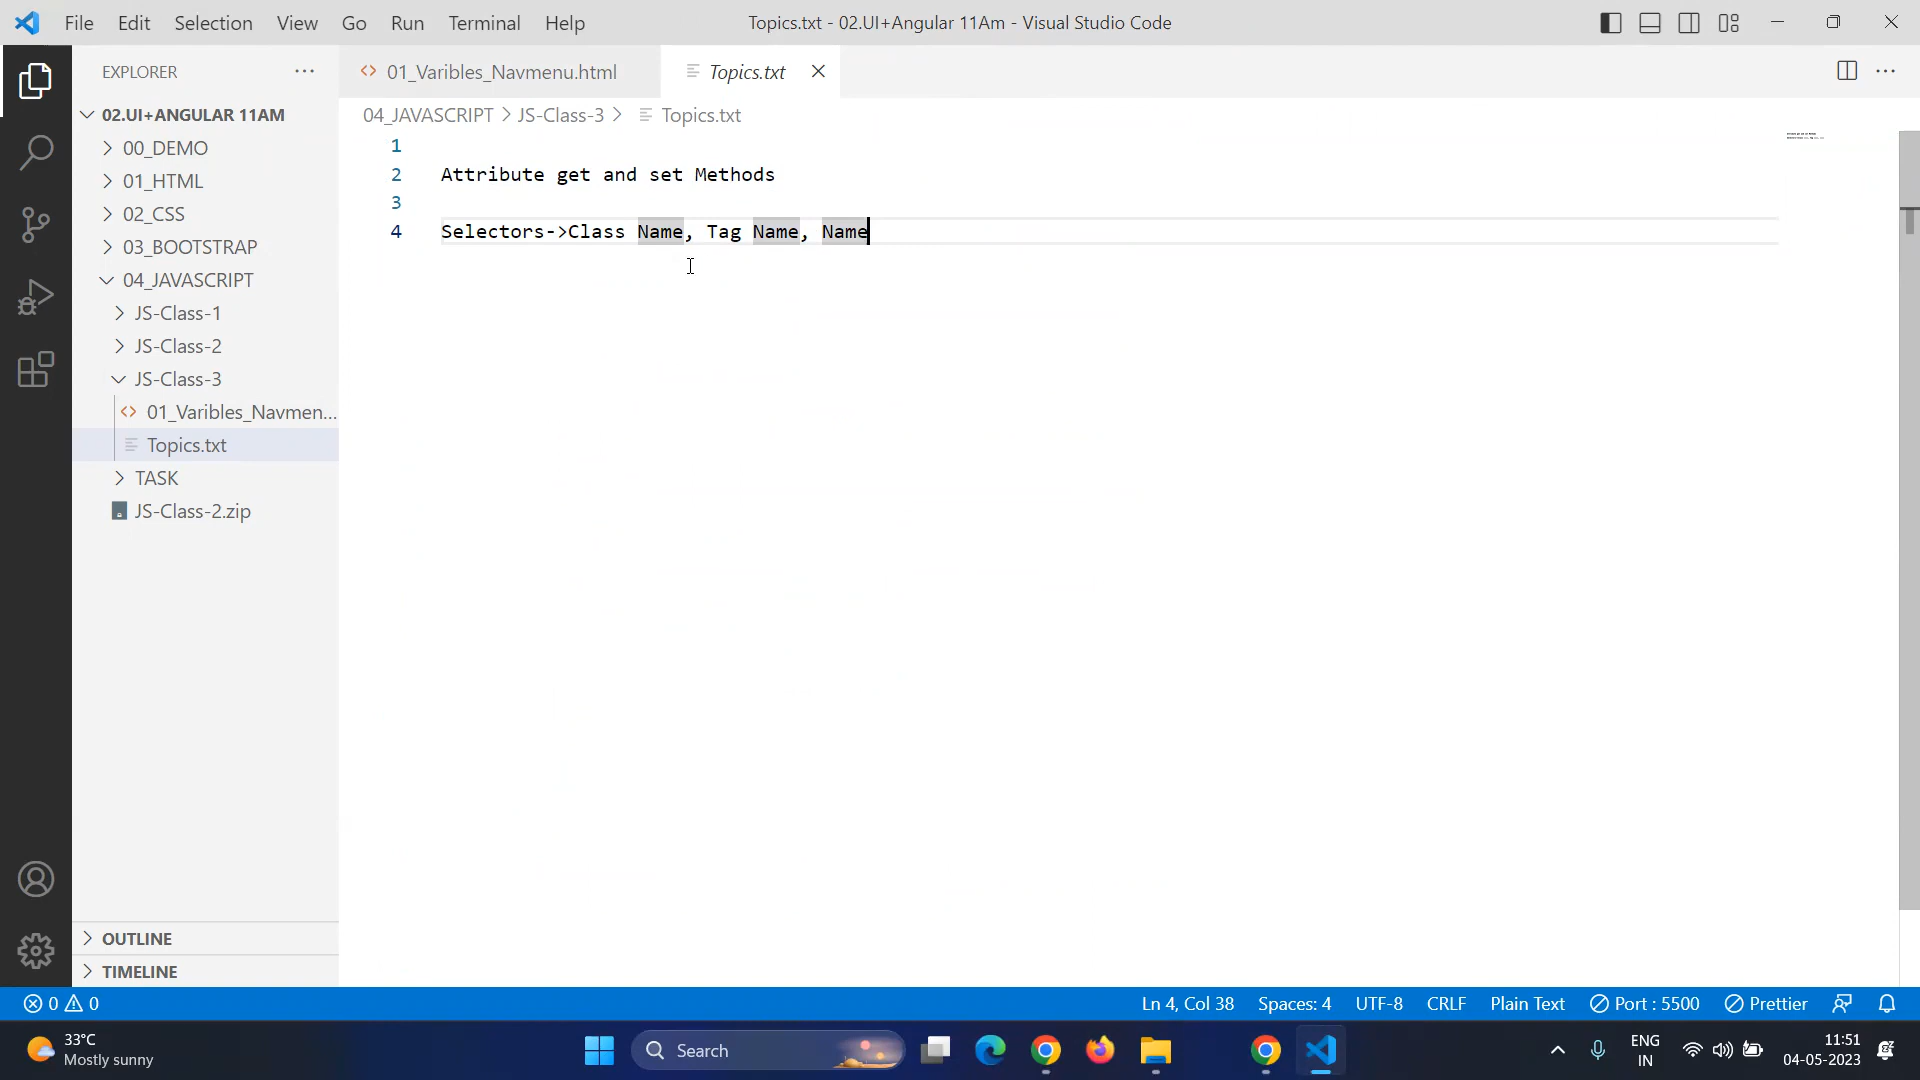 File Edit Selection View Go Run Terminal Help
Topics.txt - 02.UI+Angular 11Am - Visual Studio Code
EXPLORER
02.UI+ANGULAR 11AM
00_DEMO
01_HTML
02_CSS
03_BOOTSTRAP
04_JAVASCRIPT
JS-Class-1
JS-Class-2
JS-Class-3
01_Varibles_Navmen...
Topics.txt
TASK
JS-Class-2.zip
OUTLINE
TIMELINE
01_Varibles_Navmenu.html
Topics.txt
04_JAVASCRIPT > JS-Class-3 > Topics.txt
1
2 Attribute get and set Methods
3
4 Selectors->Class Name, Tag Name, Name
0 0
Ln 4, Col 38 Spaces: 4 UTF-8 CRLF Plain Text Port : 5500 Prettier
33°C
Mostly sunny
Search
ENG
IN
11:51
04-05-2023